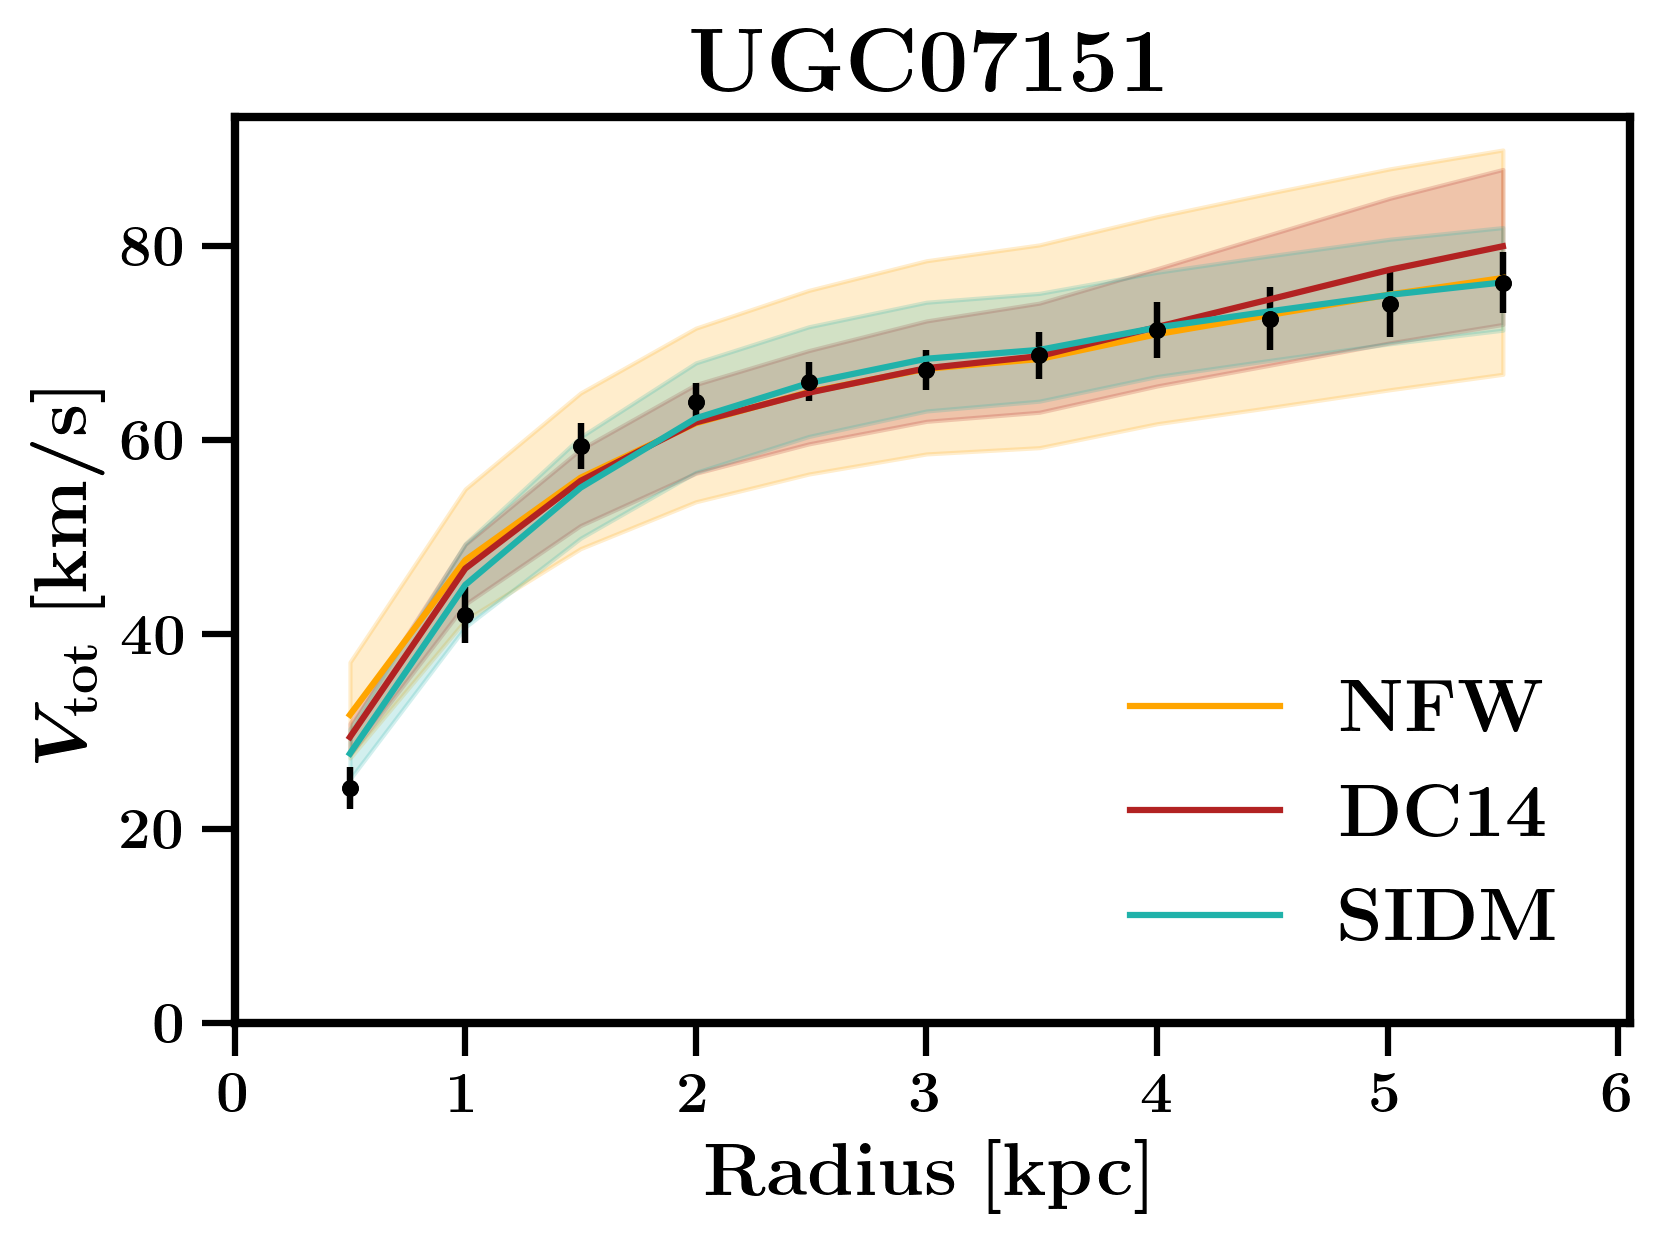 UGC07151
V_tot [km/s]
80
60
40
20
0
NFW
DC14
SIDM
0 1 2 3 4 5 6
Radius [kpc]